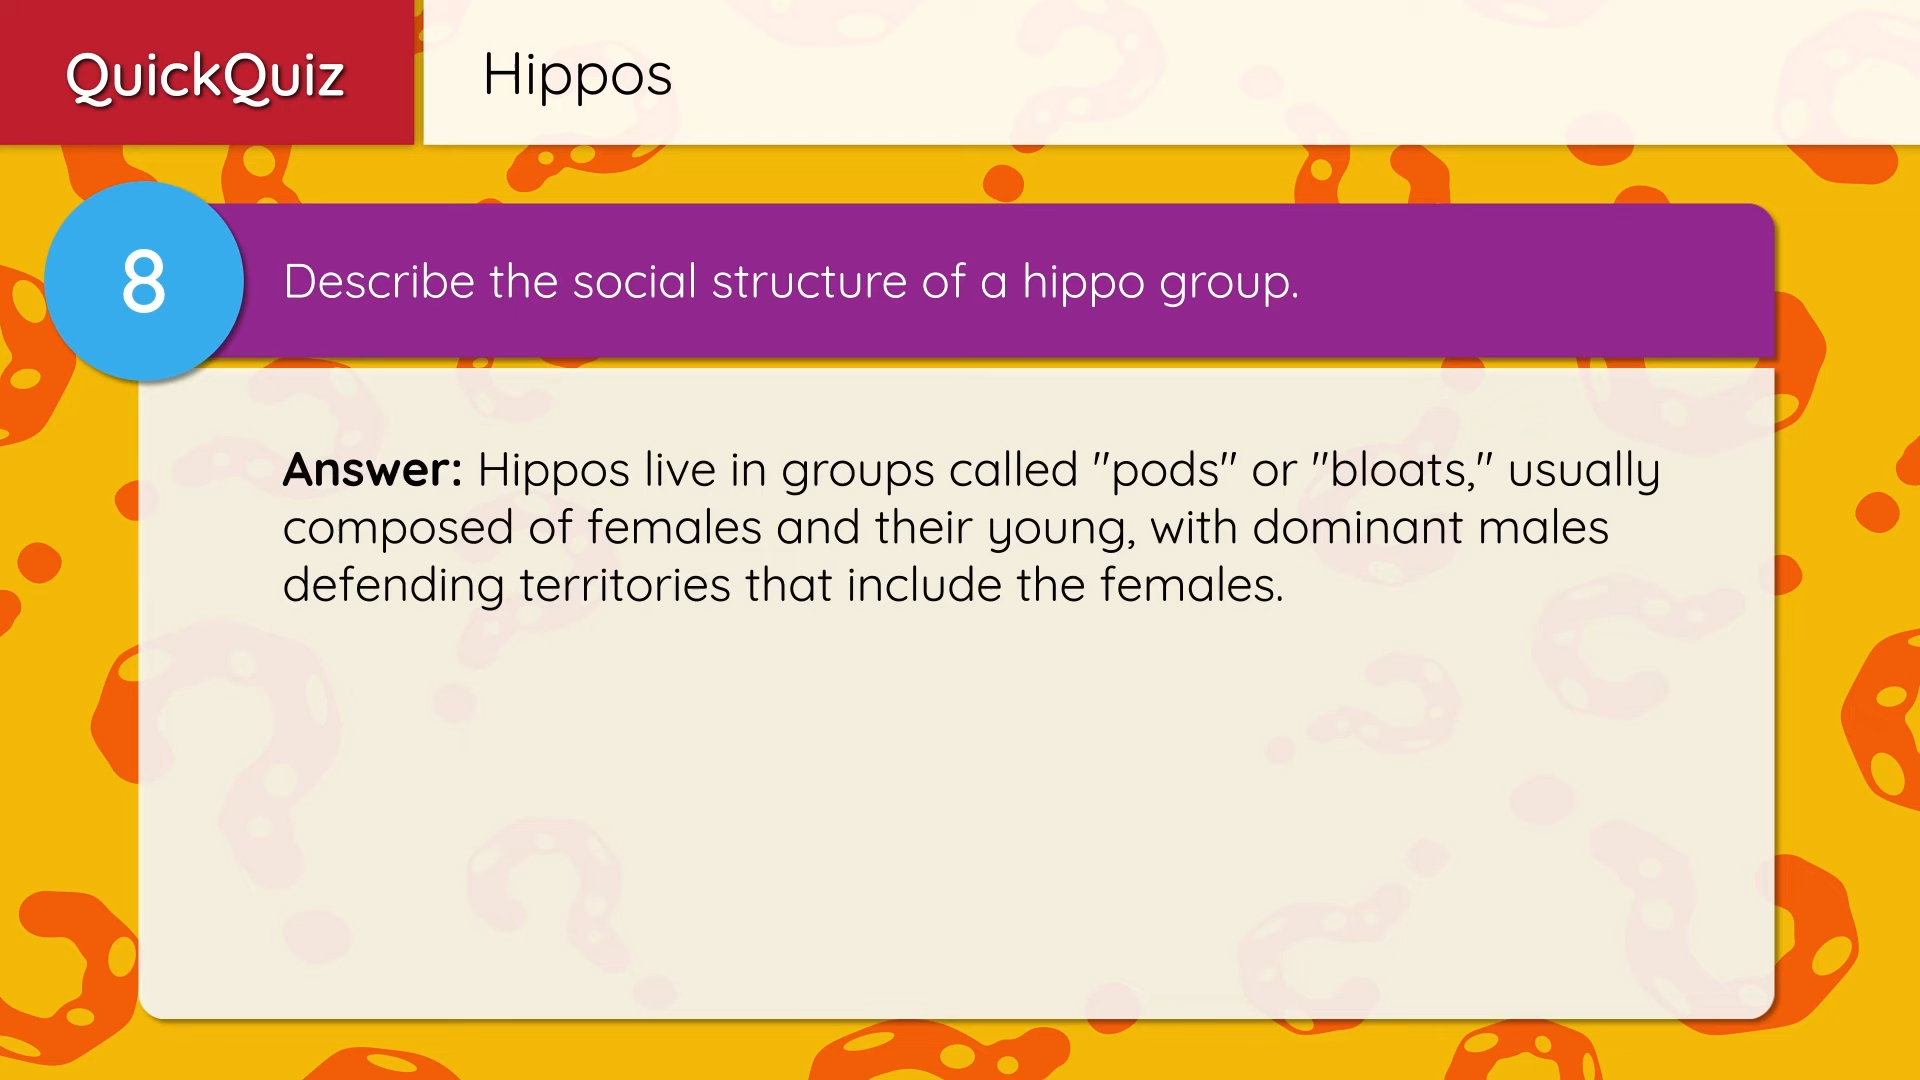 QuickQuiz
Hippos
8
Describe the social structure of a hippo group.
Answer: Hippos live in groups called "pods" or "bloats," usually
composed of females and their young, with dominant males
defending territories that include the females.